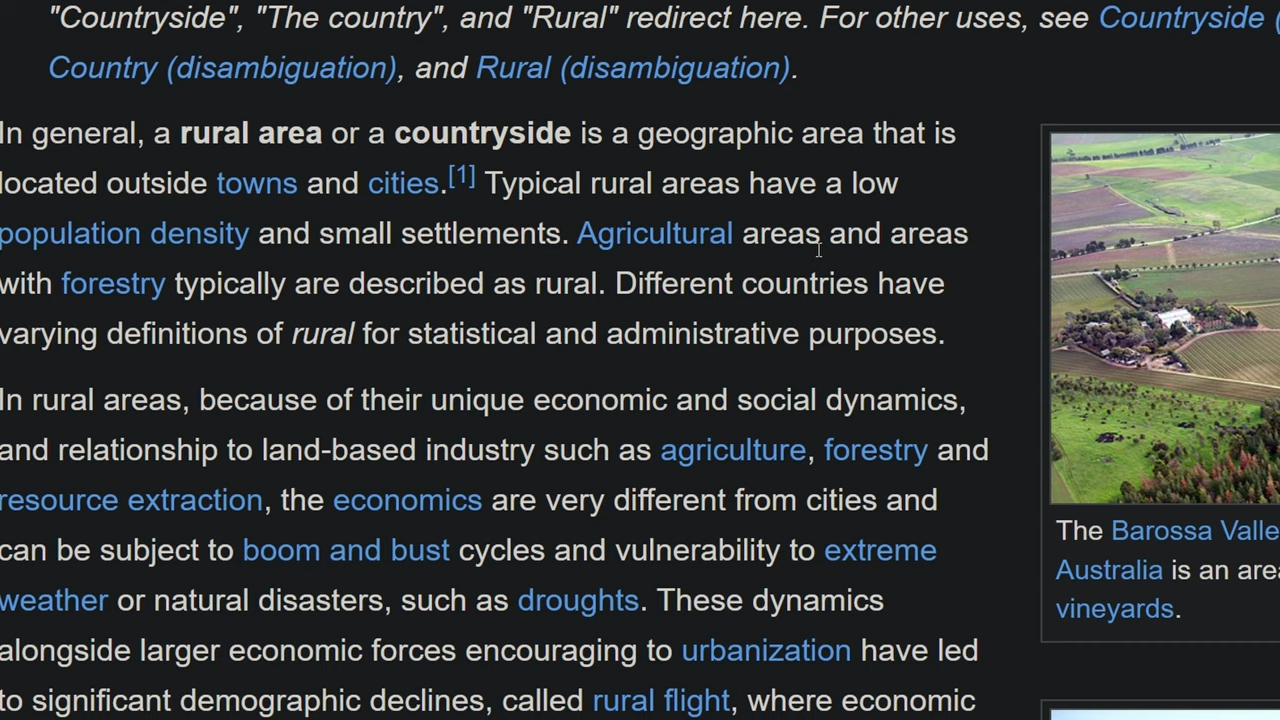 "Countryside", "The country", and "Rural" redirect here. For other uses, see Countryside (
Country (disambiguation), and Rural (disambiguation).
In general, a rural area or a countryside is a geographic area that is
located outside towns and cities.[1] Typical rural areas have a low
population density and small settlements. Agricultural areas and areas
with forestry typically are described as rural. Different countries have
varying definitions of rural for statistical and administrative purposes.
In rural areas, because of their unique economic and social dynamics,
and relationship to land-based industry such as agriculture, forestry and
resource extraction, the economics are very different from cities and
can be subject to boom and bust cycles and vulnerability to extreme
weather or natural disasters, such as droughts. These dynamics
alongside larger economic forces encouraging to urbanization have led
to significant demographic declines, called rural flight, where economic
The Barossa Valle
Australia is an area
vineyards.